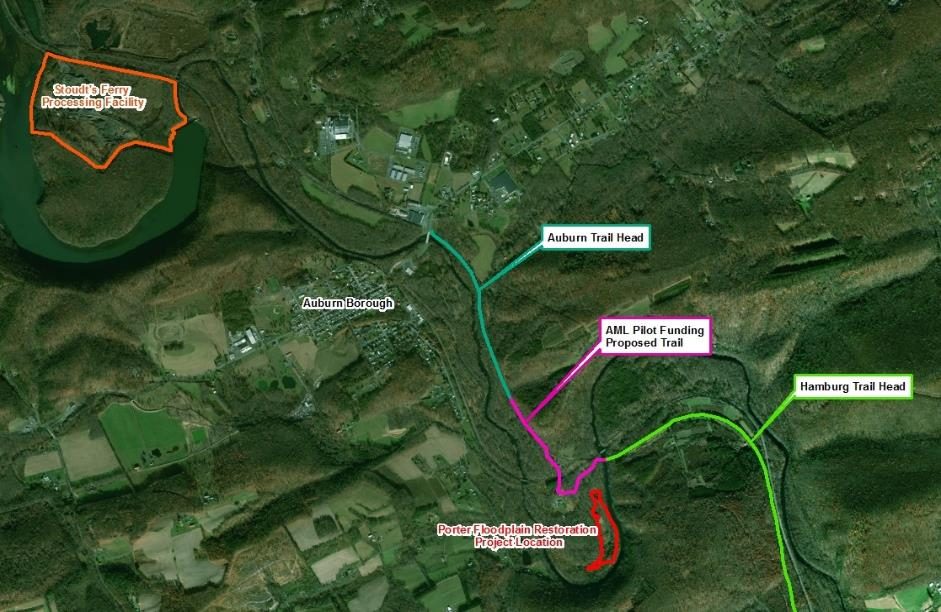 Stoudt's Ferry
Processing Facility
Auburn Trail Head
Auburn Borough
AML Pilot Funding
Proposed Trail
Hamburg Trail Head
Porter Floodplain Restoration
Project Location